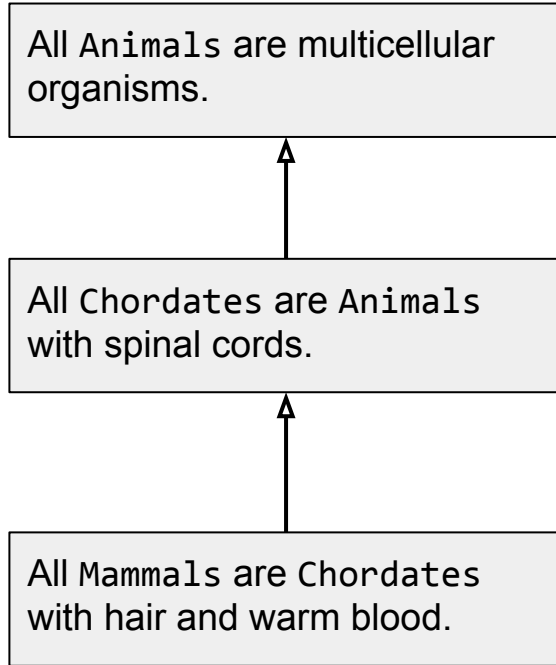 All Animals are multicellular
organisms.
All Chordates are Animals
with spinal cords.
All Mammals are Chordates
with hair and warm blood.